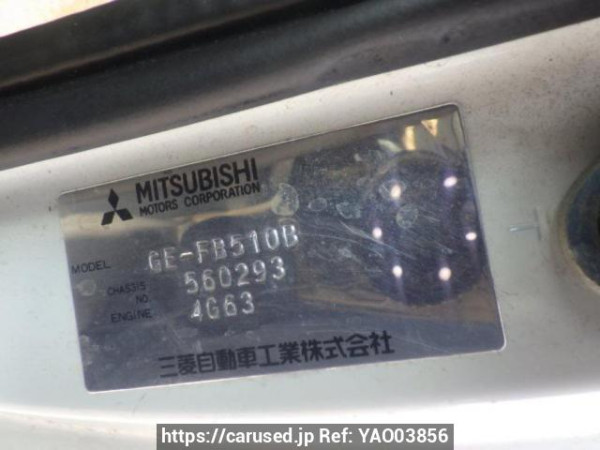 MITSUBISHI
MOTORS CORPORATION
MODEL GE-FB510B
CHASSIS NO. 560293
ENGINE 4G63
三菱自動車工業株式会社
https://carused.jp Ref: YAO03856